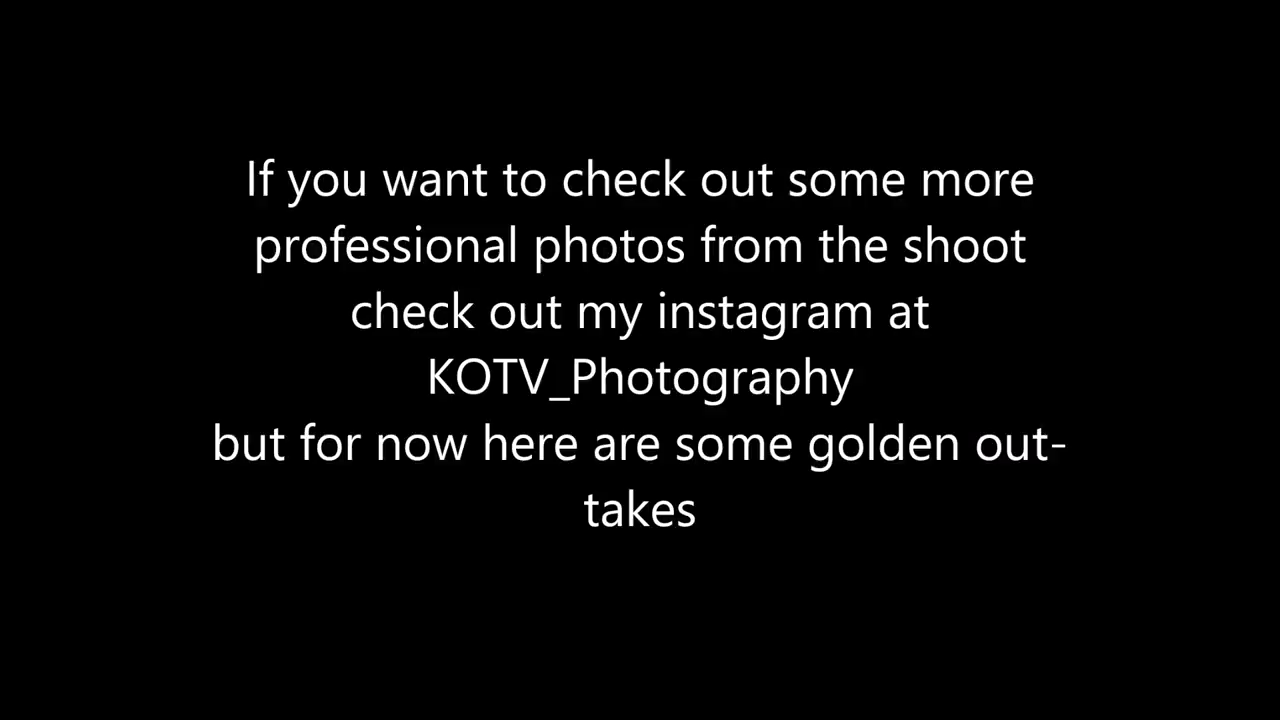 If you want to check out some more
professional photos from the shoot
check out my instagram at
KOTV_Photography
but for now here are some golden out-
takes